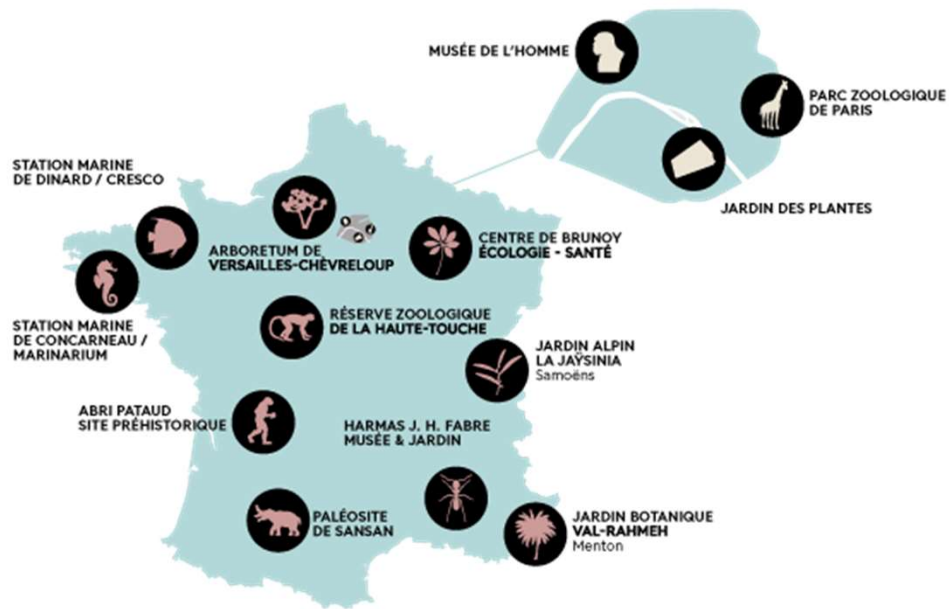 MUSÉE DE L'HOMME
PARC ZOOLOGIQUE
DE PARIS
JARDIN DES PLANTES
STATION MARINE
DE DINARD / CRESCO
ARBORETUM DE
VERSAILLES-CHÈVRELOUP
CENTRE DE BRUNOY
ÉCOLOGIE - SANTÉ
STATION MARINE
DE CONCARNEAU /
MARINARIUM
RÉSERVE ZOOLOGIQUE
DE LA HAUTE-TOUCHE
JARDIN ALPIN
LA JAŸSINIA
Samoëns
ABRI PATAUD
SITE PRÉHISTORIQUE
HARMAS J. H. FABRE
MUSÉE & JARDIN
PALÉOSITE
DE SANSAN
JARDIN BOTANIQUE
VAL-RAHMEH
Menton